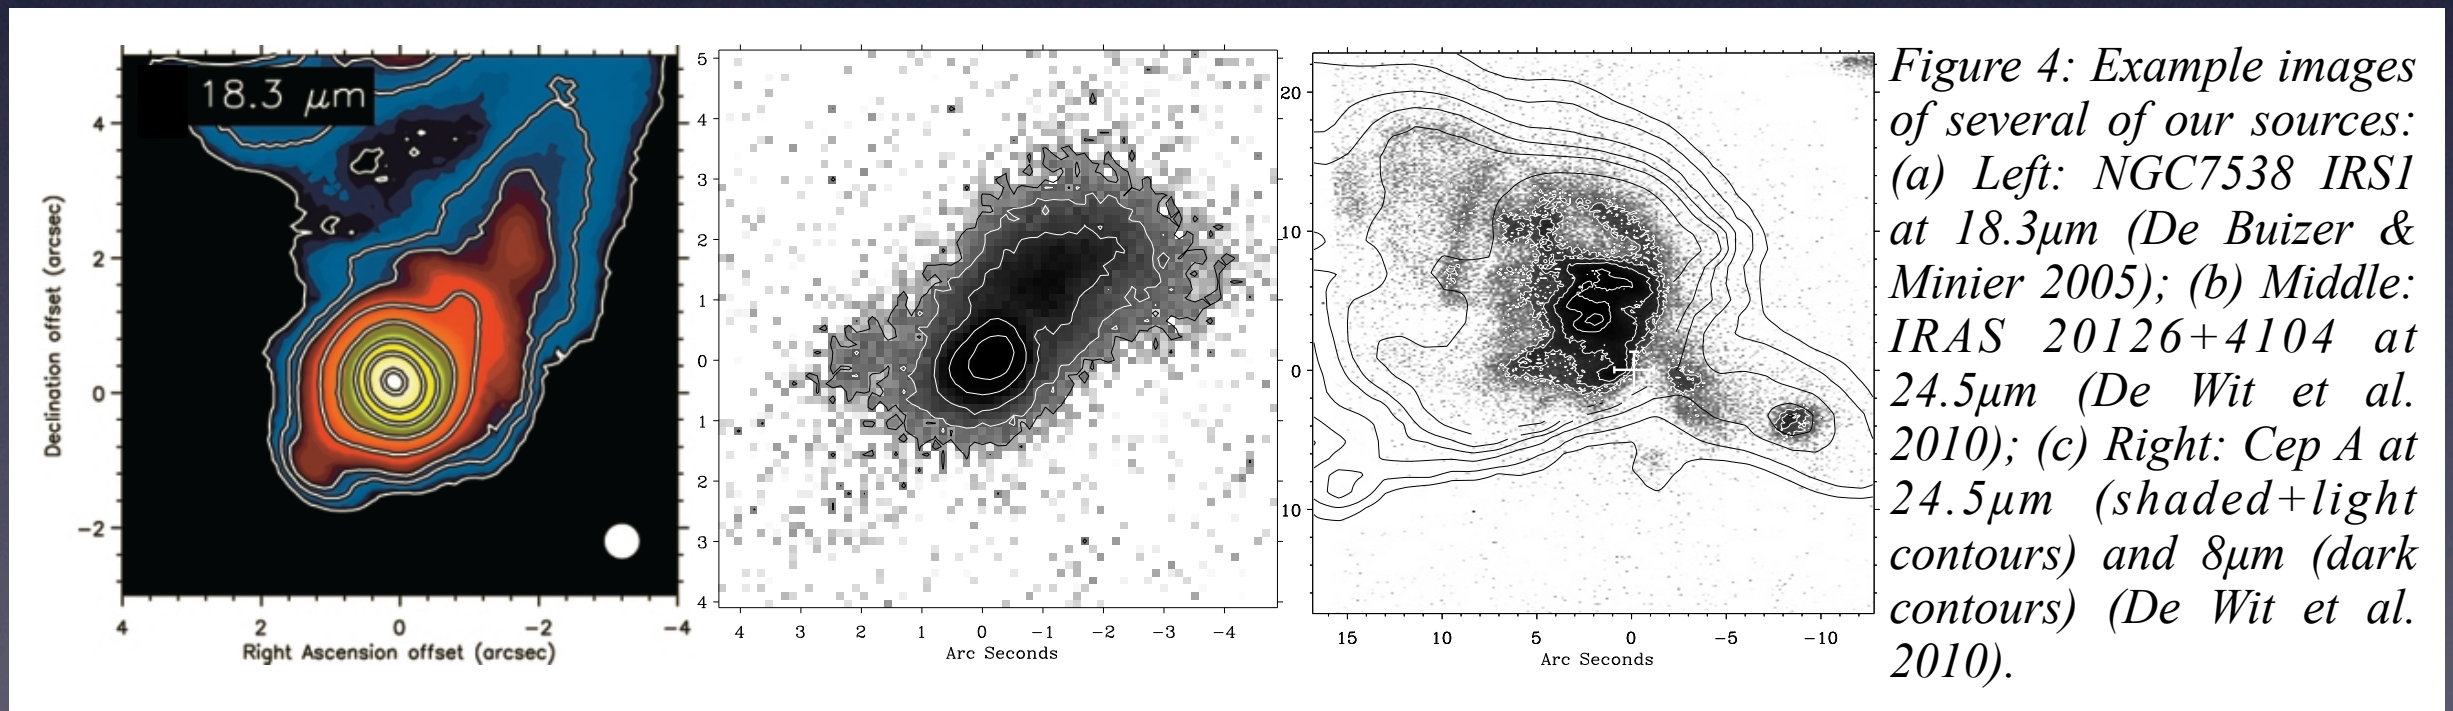 18.3 μm
Declination offset (arcsec)
4
2
0
−2
4 2 0 −2 −4
Right Ascension offset (arcsec)
5
4
3
2
1
0
1
2
3
4
4 3 2 1 0 −1 −2 −3 −4
Arc Seconds
20
10
0
10
15 10 5 0 −5 −10
Arc Seconds
Figure 4: Example images
of several of our sources:
(a) Left: NGC7538 IRS1
at 18.3μm (De Buizer &
Minier 2005); (b) Middle:
IRAS 20126+4104 at
24.5μm (De Wit et al.
2010); (c) Right: Cep A at
24.5μm (shaded+light
contours) and 8μm (dark
contours) (De Wit et al.
2010).